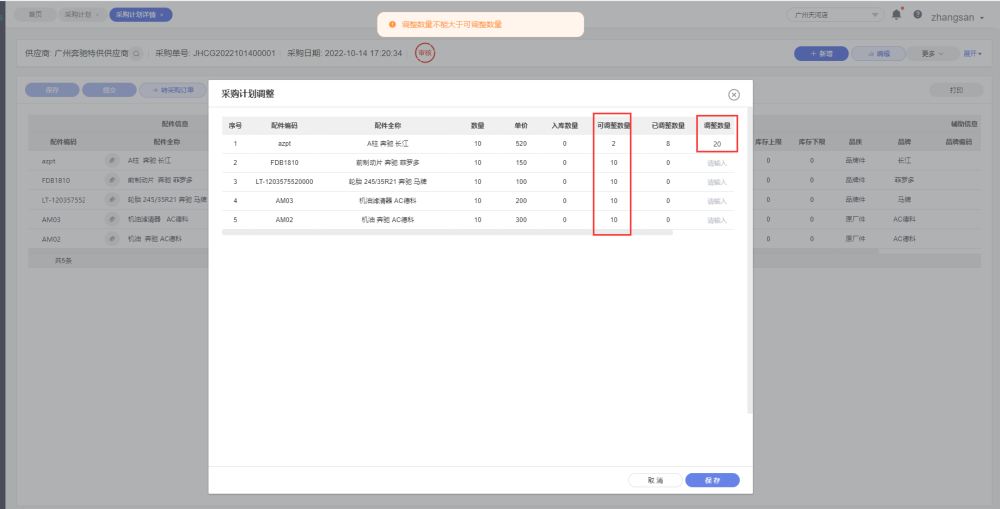 首页 采购计划 采购计划详情
调整数量不能大于可调整数量
广州天河店 zhangsan
供应商: 广州奔驰特供供应商 采购单号: JHCG2022101400001 采购日期: 2022-10-14 17:20:34 审核
+ 新增 编辑 更多 展开
保存 提交 转采购订单 打印
配件信息 辅助信息
配件编码 配件全称 库存上限 库存下限 品质 品牌 品牌编码
azpt A柱 奔驰 长江 0 0 品牌件 长江
FDB1810 前制动片 奔驰 菲罗多 0 0 品牌件 菲罗多
LT-120357552 轮胎 245/35R21 奔驰 马牌 0 0 品牌件 马牌
AM03 机油滤清器 AC德科 0 0 原厂件 AC德科
AM02 机油 奔驰 AC德科 0 0 原厂件 AC德科
共5条
采购计划调整
序号 配件编码 配件全称 数量 单价 入库数量 可调整数量 已调整数量 调整数量
1 azpt A柱 奔驰 长江 10 520 0 2 8 20
2 FDB1810 前制动片 奔驰 菲罗多 10 150 0 10 0 请输入
3 LT-1203575520000 轮胎 245/35R21 奔驰 马牌 10 100 0 10 0 请输入
4 AM03 机油滤清器 AC德科 10 200 0 10 0 请输入
5 AM02 机油 奔驰 AC德科 10 300 0 10 0 请输入
取 消 保 存